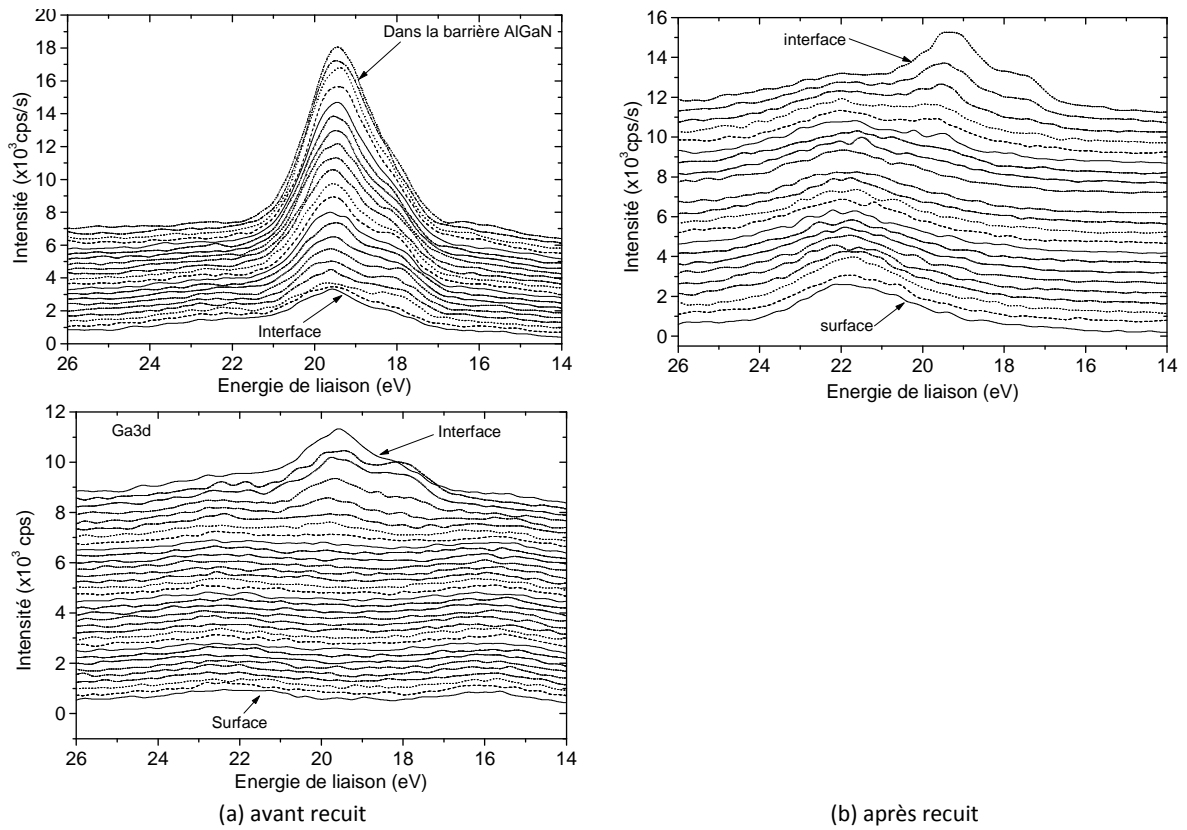 20
18
16
14
12
10
8
6
4
2
0
Intensité (x10³cps/s)
Dans la barrière AlGaN
Interface
26 24 22 20 18 16 14
Energie de liaison (eV)
16
14
12
10
8
6
4
2
0
Intensité (x10³cps/s)
interface
surface
26 24 22 20 18 16 14
Energie de liaison (eV)
12
10
8
6
4
2
0
Intensité (x10³ cps)
Ga3d
Interface
Surface
26 24 22 20 18 16 14
Energie de liaison (eV)
(a) avant recuit
(b) après recuit